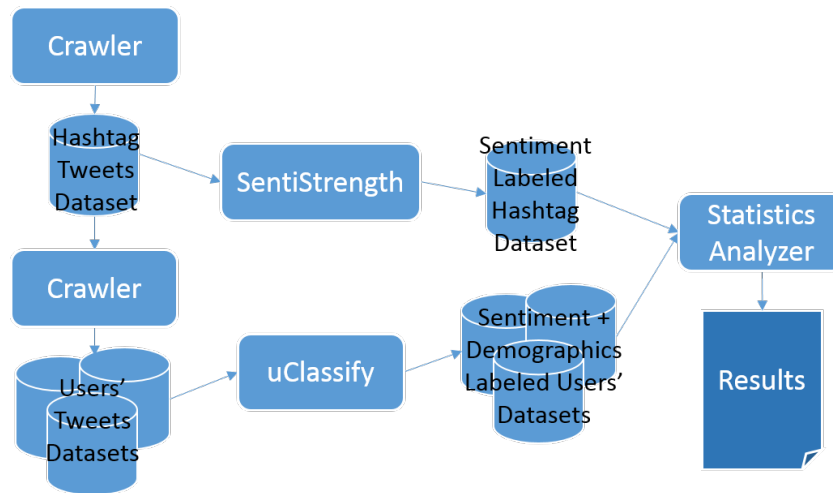 Crawler
Hashtag
Tweets
Dataset
SentiStrength
Sentiment
Labeled
Hashtag
Dataset
Statistics
Analyzer
Crawler
Users’
Tweets
Datasets
uClassify
Sentiment +
Demographics
Labeled Users’
Datasets
Results